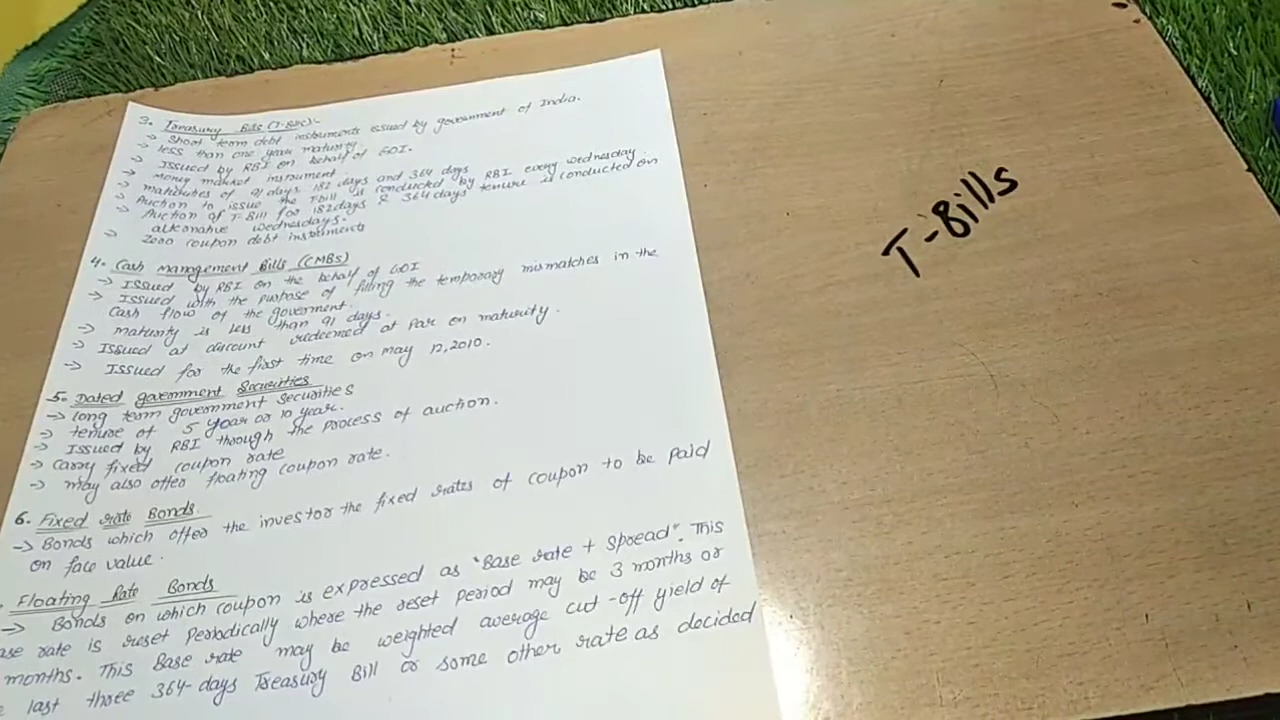 3. Treasury Bills (T-Bills):-
→ Short term debt instruments issued by government of India.
→ less than one year maturity
→ Issued by RBI on behalf of GOI.
→ money market insrument
→ maturities of 91 days 182 days and 364 days
→ Auction to issue the T-bill is conducted by RBI every wednesday.
→ Auction of T-Bill for 182 days & 364 days tenure is conducted on
alternative wednesdays.
→ Zero coupon debt instruments
4. Cash management Bills (CMBs)
→ Issued by RBI on the behalf of GOI
→ Issued with the purpose of filling the temporary mismatches in the
Cash flow of the goverment.
→ maturity is less than 91 days.
→ Issued at discount redeemed at par on maturity.
→ Issued for the first time on may 12, 2010.
5. Dated government Securities
→ long term government Securities
→ tenure of 5 year or 10 year.
→ Issued by RBI through the process of auction.
→ Carry fixed coupon rate
→ may also offer floating coupon rate.
6. Fixed rate Bonds.
→ Bonds which offer the investor the fixed rates of coupon to be paid
on face value.
Floating Rate Bonds
→ Bonds on which coupon is expressed as "Base rate + Spread". This
rate is reset Periodically where the reset period may be 3 months or
months. This Base rate may be weighted average cut-off yield of
last three 364-days Treasury Bill or some other rate as decided
T-Bills